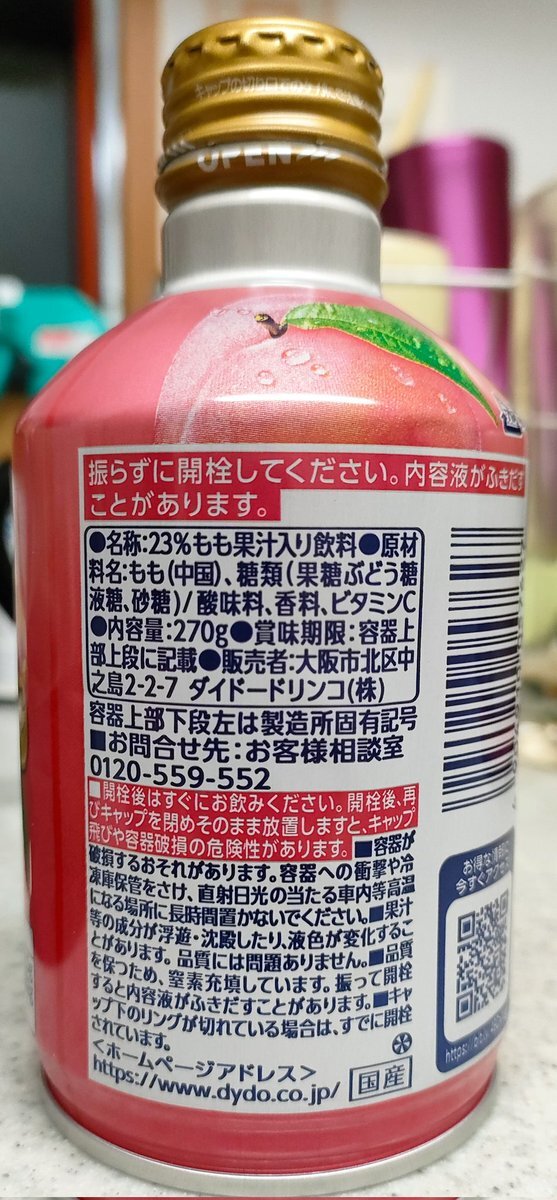 OPEN>>>
振らずに開栓してください。内容液がふきだす
ことがあります。
●名称:23%もも果汁入り飲料●原材
料名:もも(中国)、糖類(果糖ぶどう糖
液糖、砂糖)/酸味料、香料、ビタミンC
●内容量:270g●賞味期限:容器上
部上段に記載●販売者:大阪市北区中
之島2-2-7 ダイドードリンコ(株)
容器上部下段左は製造所固有記号
■お問合せ先:お客様相談室
0120-559-552
■開栓後はすぐにお飲みください。開栓後、再
びキャップを閉めそのまま放置しますと、キャップ
飛びや容器破損の危険性があります。■容器が
破損するおそれがあります。容器への衝撃や冷
凍庫保管をさけ、直射日光の当たる車内等高温
になる場所に長時間置かないでください。■果汁
等の成分が浮遊・沈殿したり、液色が変化するこ
とがあります。品質には問題ありません。■品質
を保つため、窒素充填しています。振って開栓
すると内容液がふきだすことがあります。■キャ
ップ下のリングが切れている場合は、すでに開栓
されています。
<ホームページアドレス>
https://www.dydo.co.jp/
国産
お得な情報に
今すぐアクセス